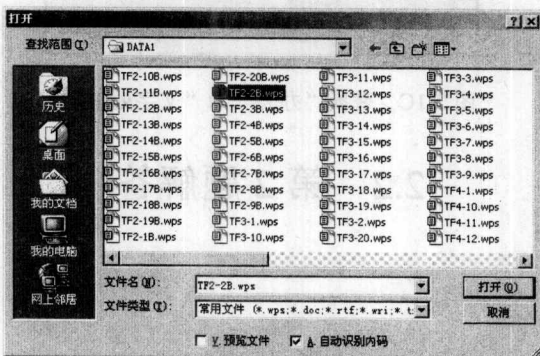 打开
查找范围(I)
DATA1
历史
桌面
我的文档
我的电脑
网上邻居
TF2-10B.wps
TF2-11B.wps
TF2-12B.wps
TF2-13B.wps
TF2-14B.wps
TF2-15B.wps
TF2-16B.wps
TF2-17B.wps
TF2-18B.wps
TF2-19B.wps
TF2-1B.wps
TF2-20B.wps
TF2-2B.wps
TF2-3B.wps
TF2-4B.wps
TF2-5B.wps
TF2-6B.wps
TF2-7B.wps
TF2-8B.wps
TF2-9B.wps
TF3-1.wps
TF3-10.wps
TF3-11.wps
TF3-12.wps
TF3-13.wps
TF3-14.wps
TF3-15.wps
TF3-16.wps
TF3-17.wps
TF3-18.wps
TF3-19.wps
TF3-2.wps
TF3-20.wps
TF3-3.wps
TF3-4.wps
TF3-5.wps
TF3-6.wps
TF3-7.wps
TF3-8.wps
TF3-9.wps
TF4-1.wps
TF4-10.wps
TF4-11.wps
TF4-12.wps
文件名(N):
TF2-2B.wps
打开(O)
文件类型(T):
常用文件 (*.wps;*.doc;*.rtf;*.wri;*.t
取消
V.预览文件
A.自动识别内码